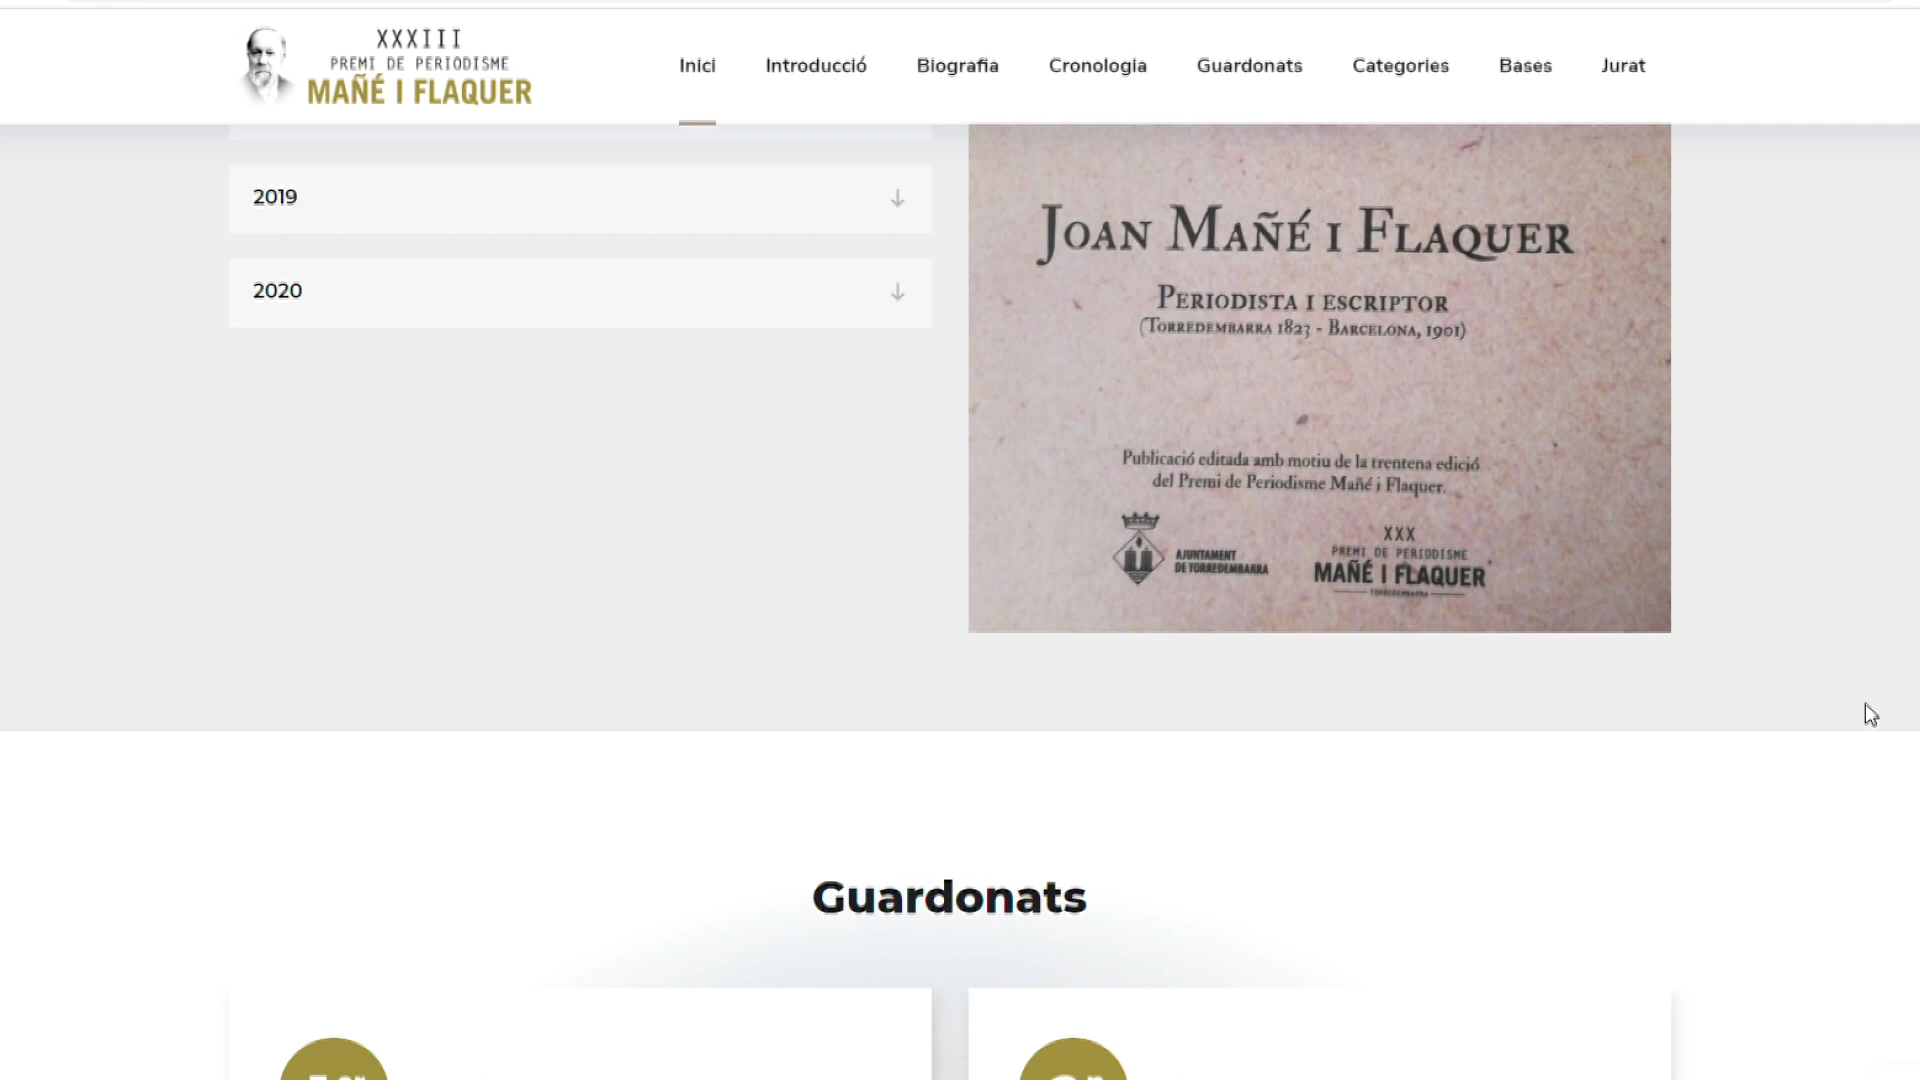 XXXIII
PREMI DE PERIODISME
MAÑÉ I FLAQUER
Inici
Introducció
Biografia
Cronologia
Guardonats
Categories
Bases
Jurat
2019
2020
JOAN MAÑÉ I FLAQUER
PERIODISTA I ESCRIPTOR
(TORREDEMBARRA 1823 - BARCELONA, 1901)
Publicació editada amb motiu de la trentena edició
del Premi de Periodisme Mañé i Flaquer.
AJUNTAMENT
DE TORREDEMBARRA
XXX
PREMI DE PERIODISME
MAÑÉ I FLAQUER
TORREDEMBARRA
Guardonats